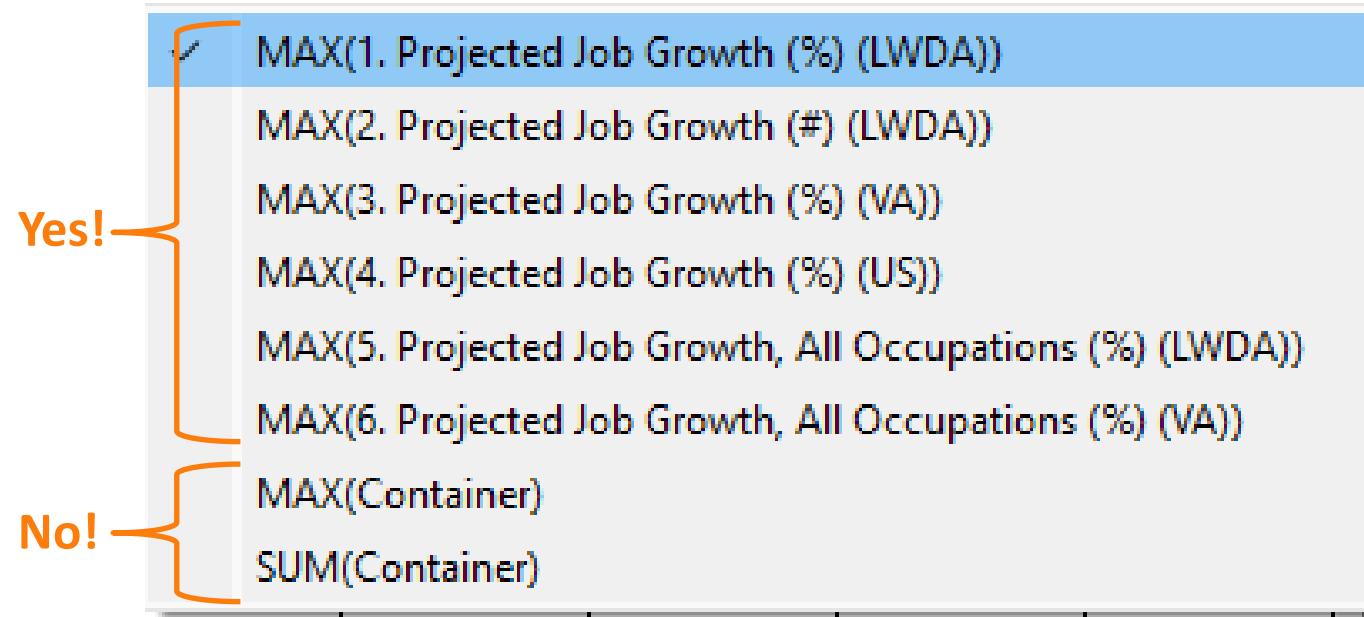 MAX(1. Projected Job Growth (%) (LWDA))
MAX(2. Projected Job Growth (#) (LWDA))
MAX(3. Projected Job Growth (%) (VA))
Yes!
MAX(4. Projected Job Growth (%) (US))
MAX(5. Projected Job Growth, All Occupations (%) (LWDA))
MAX(6. Projected Job Growth, All Occupations (%) (VA))
MAX(Container)
No!
SUM(Container)